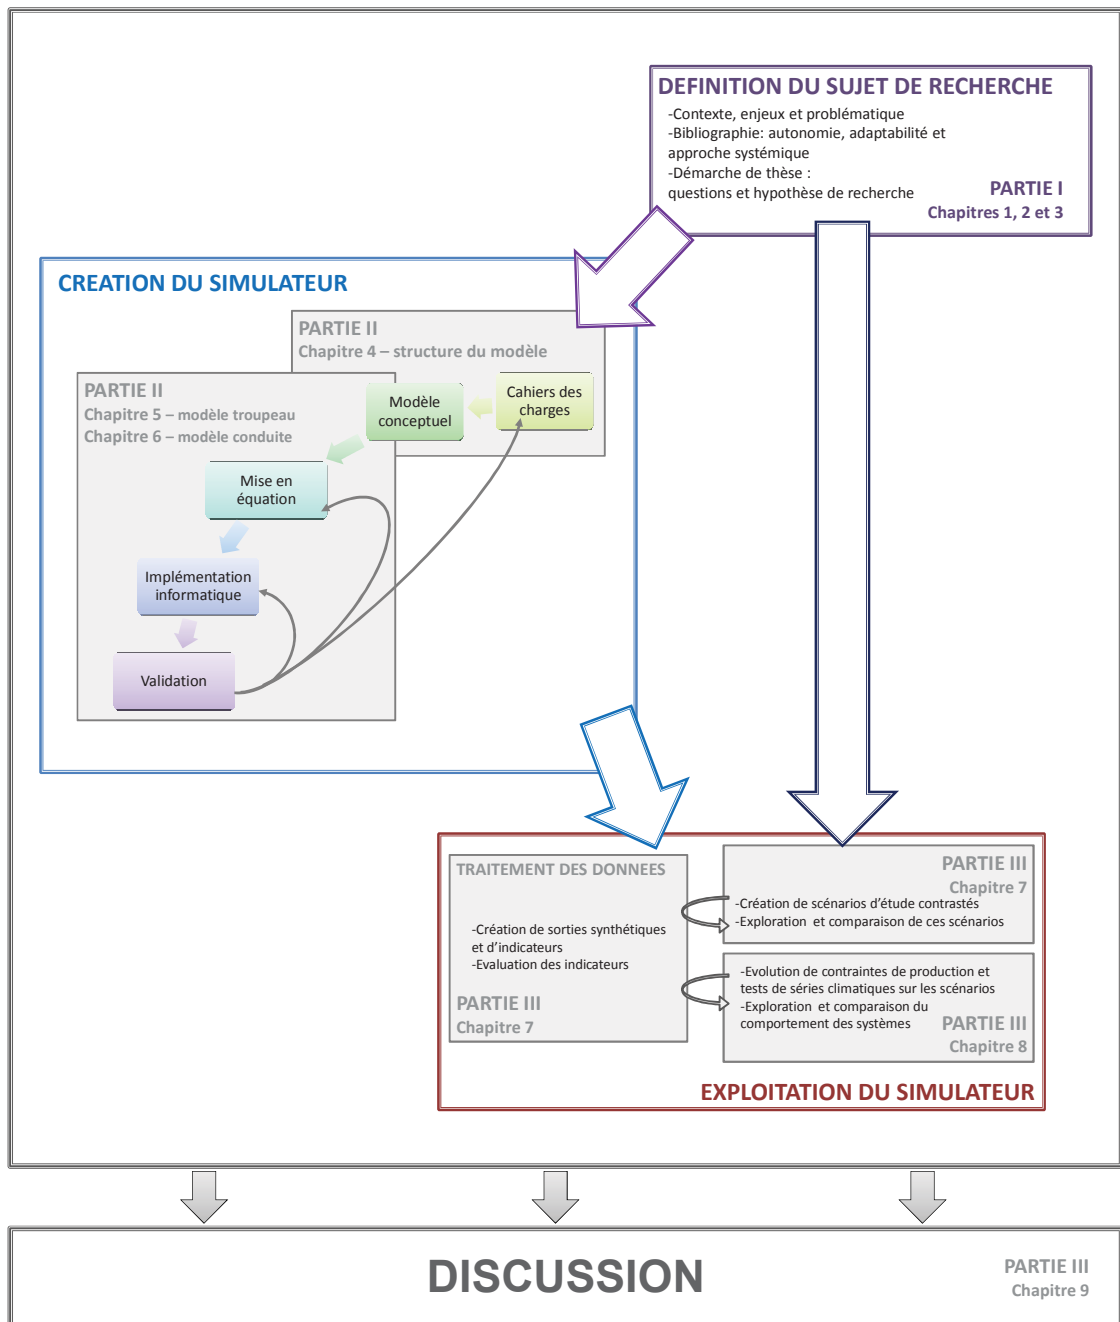 DEFINITION DU SUJET DE RECHERCHE
-Contexte, enjeux et problématique
-Bibliographie: autonomie, adaptabilité et
approche systémique
-Démarche de thèse :
questions et hypothèse de recherche
PARTIE I
Chapitres 1, 2 et 3
CREATION DU SIMULATEUR
PARTIE II
Chapitre 4 – structure du modèle
Cahiers des
charges
Modèle
conceptuel
PARTIE II
Chapitre 5 – modèle troupeau
Chapitre 6 – modèle conduite
Mise en
équation
Implémentation
informatique
Validation
TRAITEMENT DES DONNEES
-Création de sorties synthétiques
et d'indicateurs
-Evaluation des indicateurs
PARTIE III
Chapitre 7
PARTIE III
Chapitre 7
-Création de scénarios d'étude contrastés
-Exploration et comparaison de ces scénarios
-Evolution de contraintes de production et
tests de séries climatiques sur les scénarios
-Exploration et comparaison du
comportement des systèmes
PARTIE III
Chapitre 8
EXPLOITATION DU SIMULATEUR
DISCUSSION
PARTIE III
Chapitre 9